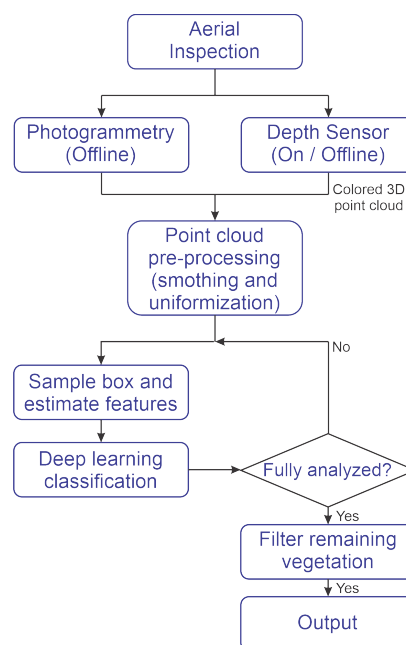 Aerial
Inspection
Photogrammetry
(Offline)
Depth Sensor
(On / Offline)
Colored 3D
point cloud
Point cloud
pre-processing
(smothing and
uniformization)
No
Sample box and
estimate features
Deep learning
classification
Fully analyzed?
Yes
Filter remaining
vegetation
Yes
Output